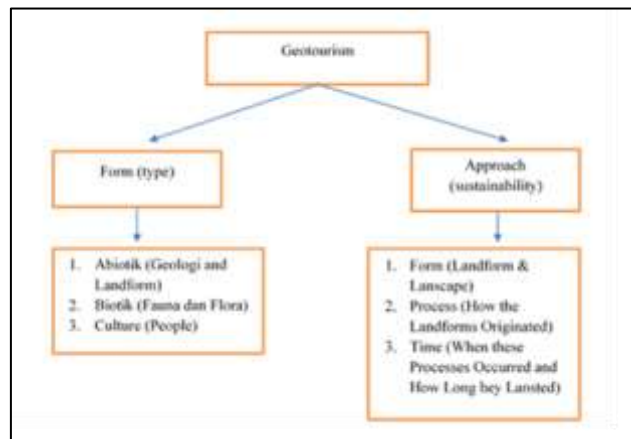 Geotourism
Form (type)
Approach
(sustainability)
1. Abiotik (Geologi and
Landform)
2. Biotik (Fauna dan Flora)
3. Culture (People)
1. Form (Landform &
Lanscape)
2. Process (How the
Landforms Originated)
3. Time (When these
Processes Occurred and
How Long hey Lansted)